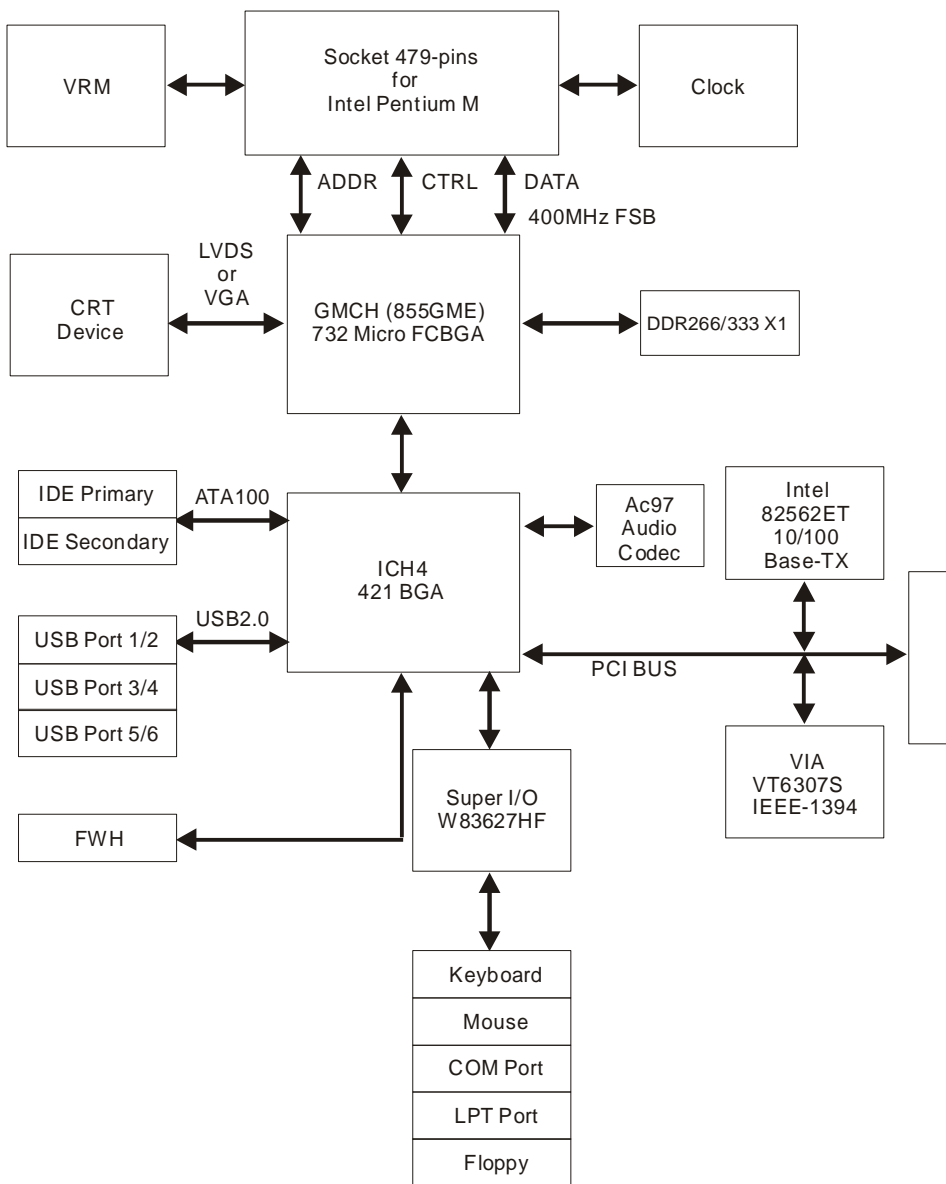 VRM
Socket 479-pins
for
Intel Pentium M
Clock
ADDR
CTRL
DATA
400MHz FSB
LVDS
or
VGA
CRT
Device
GMCH (855GME)
732 Micro FCBGA
DDR266/333 X1
IDE Primary
IDE Secondary
ATA100
ICH4
421 BGA
Ac97
Audio
Codec
Intel
82562ET
10/100
Base-TX
USB2.0
USB Port 1/2
USB Port 3/4
USB Port 5/6
PCI BUS
VIA
VT6307S
IEEE-1394
Super I/O
W83627HF
FWH
Keyboard
Mouse
COM Port
LPT Port
Floppy